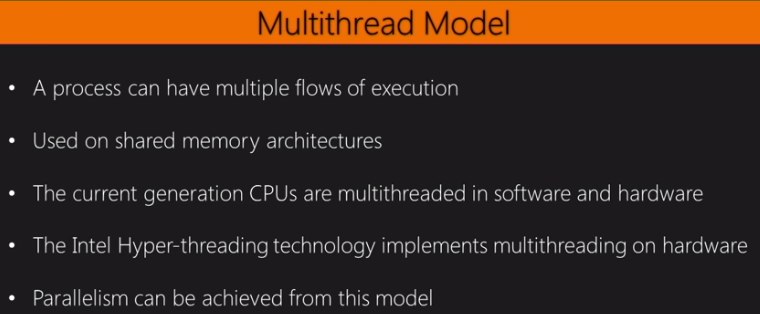 Multithread Model
• A process can have multiple flows of execution
• Used on shared memory architectures
• The current generation CPUs are multithreaded in software and hardware
• The Intel Hyper-threading technology implements multithreading on hardware
• Parallelism can be achieved from this model